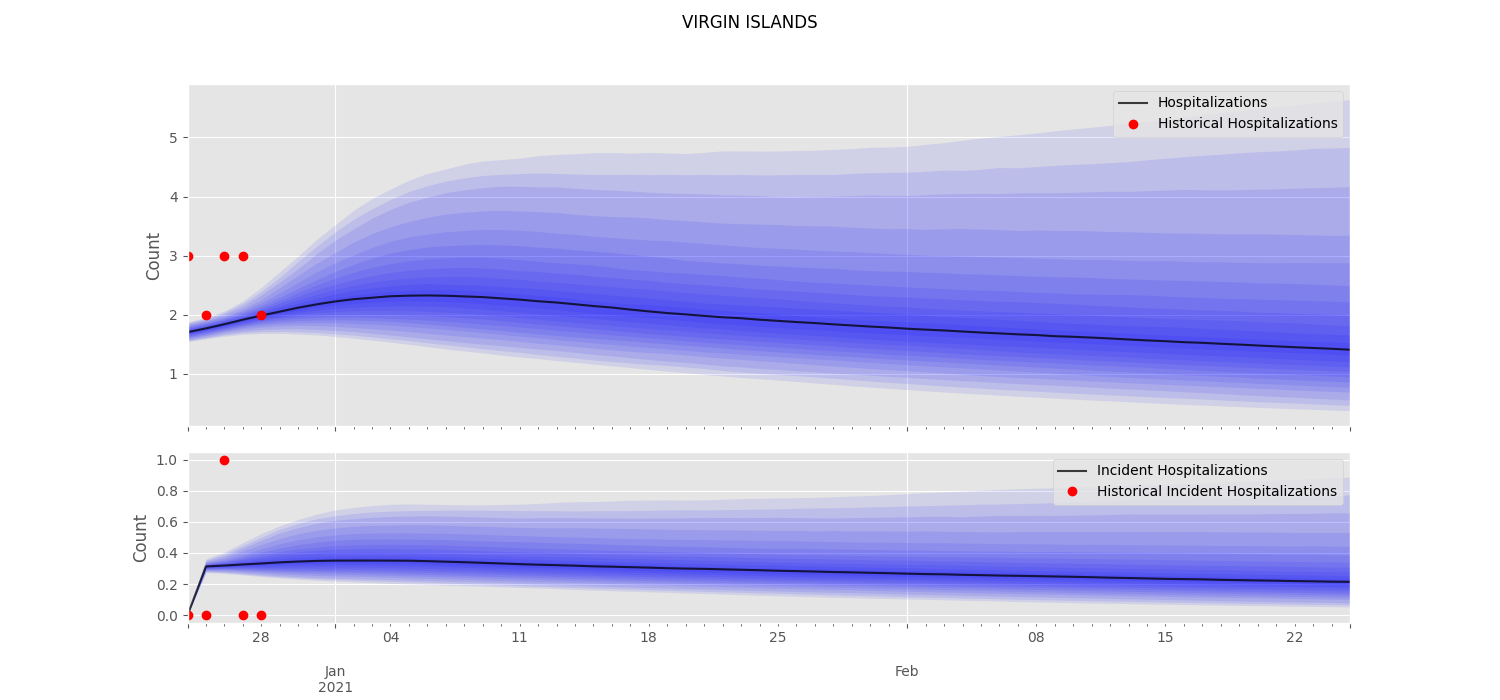 VIRGIN ISLANDS
Hospitalizations
Historical Hospitalizations
Count
5
4
3
2
1
Incident Hospitalizations
Historical Incident Hospitalizations
Count
1.0
0.8
0.6
0.4
0.2
0.0
28 04 11 18 25 08 15 22
Jan Feb
2021